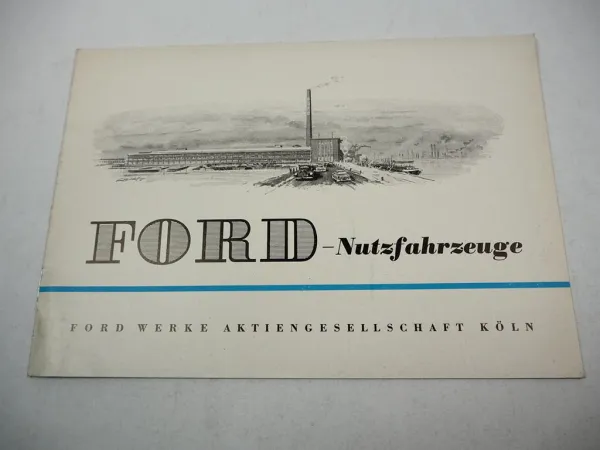 FORD-Nutzfahrzeuge
FORD WERKE AKTIENGESELLSCHAFT KÖLN